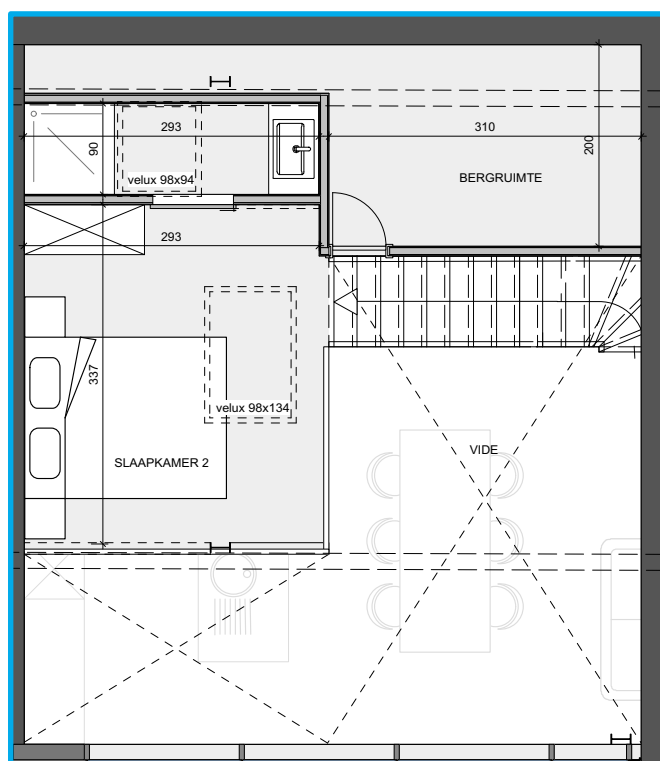 293
310
90
200
velux 98x94
BERGRUIMTE
293
337
velux 98x134
VIDE
SLAAPKAMER 2